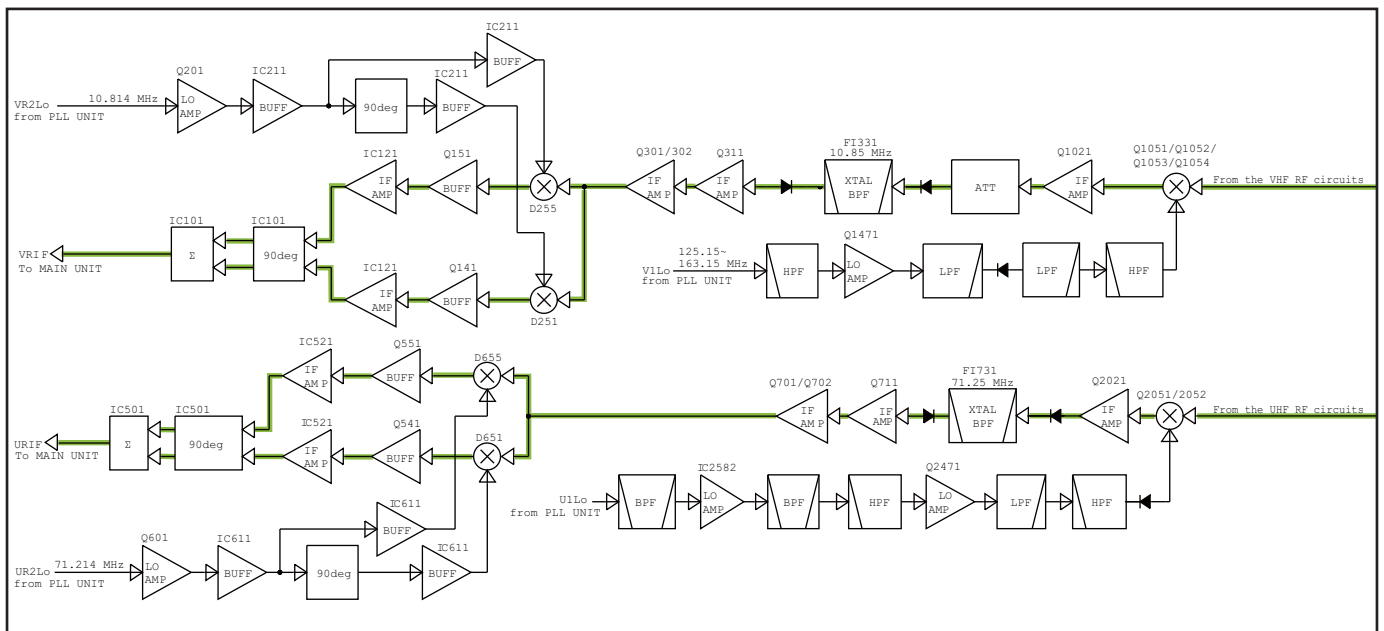 IC211
BUFF
Q201
LO
AMP
IC211
BUFF
90deg
IC211
BUFF
VR2Lo
from PLL UNIT
10.814 MHz
IC121
IF
AMP
Q151
BUFF
D255
Q301/302
IF
AMP
Q311
IF
AMP
FI331
10.85 MHz
XTAL
BPF
ATT
Q1021
IF
AMP
Q1051/Q1052/
Q1053/Q1054
From the VHF RF circuits
VRIF
To MAIN UNIT
IC101
Σ
IC101
90deg
IC121
IF
AMP
Q141
BUFF
D251
V1Lo
from PLL UNIT
125.15~
163.15 MHz
HPF
Q1471
LO
AMP
LPF
LPF
HPF
IC521
IF
AMP
Q551
BUFF
D655
Q701/Q702
IF
AMP
Q711
IF
AMP
FI731
71.25 MHz
XTAL
BPF
Q2021
IF
AMP
Q2051/2052
From the UHF RF circuits
URIF
To MAIN UNIT
IC501
Σ
IC501
90deg
IC521
IF
AMP
Q541
BUFF
D651
U1Lo
from PLL UNIT
BPF
IC2582
LO
AMP
BPF
HPF
Q2471
LO
AMP
LPF
HPF
IC611
BUFF
Q601
LO
AMP
IC611
BUFF
90deg
IC611
BUFF
UR2Lo
from PLL UNIT
71.214 MHz